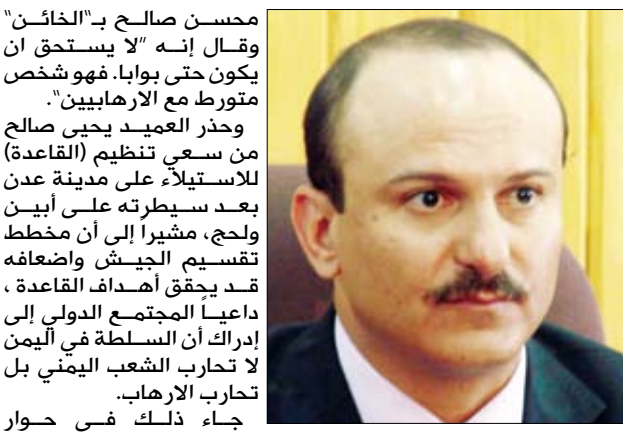 محسن صالح بـ"الخائن"
وقال إنه "لا يستحق ان
يكون حتى بوابا. فهو شخص
متورط مع الارهابيين".
وحذر العميد يحيى صالح
من سعي تنظيم (القاعدة)
للاستيلاء على مدينة عدن
بعد سيطرته على أبين
ولحج، مشيراً إلى أن مخطط
تقسيم الجيش واضعافه
قد يحقق أهداف القاعدة ،
داعياً المجتمع الدولي إلى
إدراك أن السلطة في اليمن
لا تحارب الشعب اليمني بل
تحارب الارهاب.
جاء ذلك في حوار